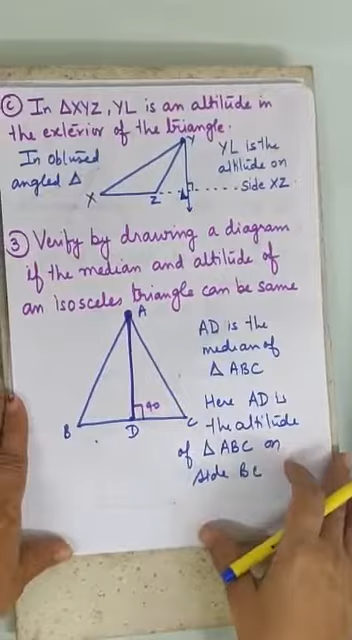 (c) In ΔXYZ, YL is an altitude in
the exterior of the triangle.
In obtused
angled Δ
Y
X
Z
L
YL is the
altitude on
side XZ
(3) Verify by drawing a diagram
if the median and altitude of
an isosceles triangle can be same
A
90
B
D
C
AD is the
median of
Δ ABC
Here AD is
the altitude
of Δ ABC on
side BC